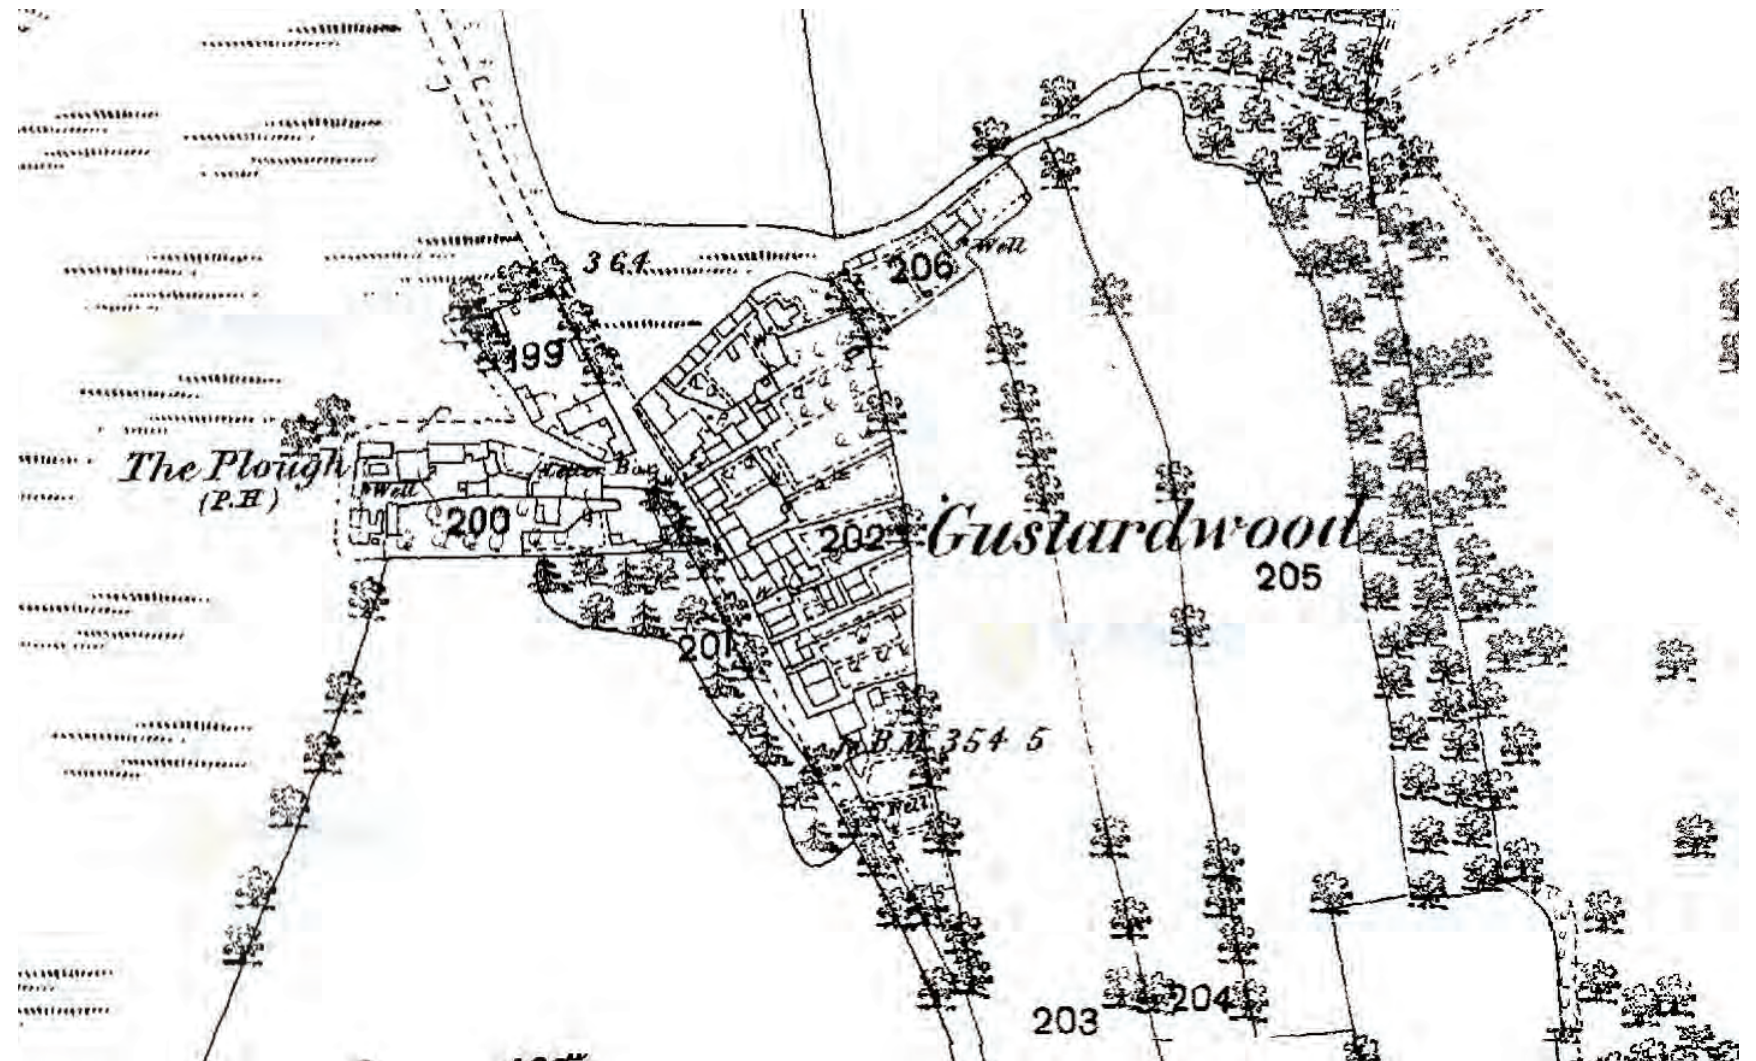 364
206
Well
199
The Plough
(P.H)
Letter Box
Well
200
202
Gustardwood
205
W
201
B.M. 354 5
Well
204
203